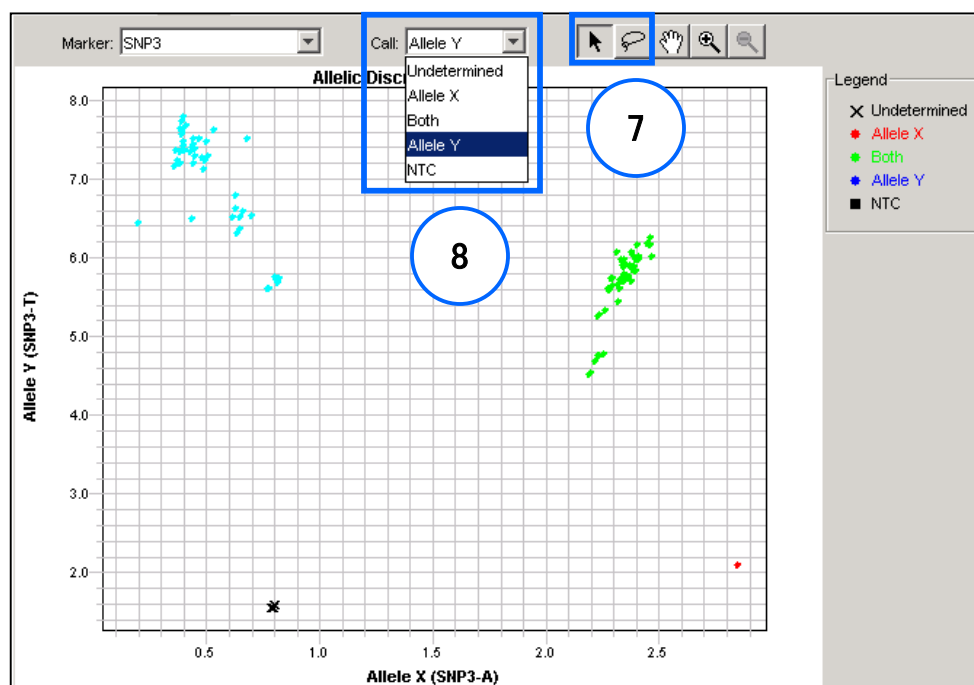 Marker: SNP3 Call: Allele Y
Undetermined
Allele X
Both
Allele Y
NTC
7
8
Allelic Discr
Legend
Undetermined
Allele X
Both
Allele Y
NTC
Allele Y (SNP3-T)
8.0
7.0
6.0
5.0
4.0
3.0
2.0
0.5 1.0 1.5 2.0 2.5
Allele X (SNP3-A)